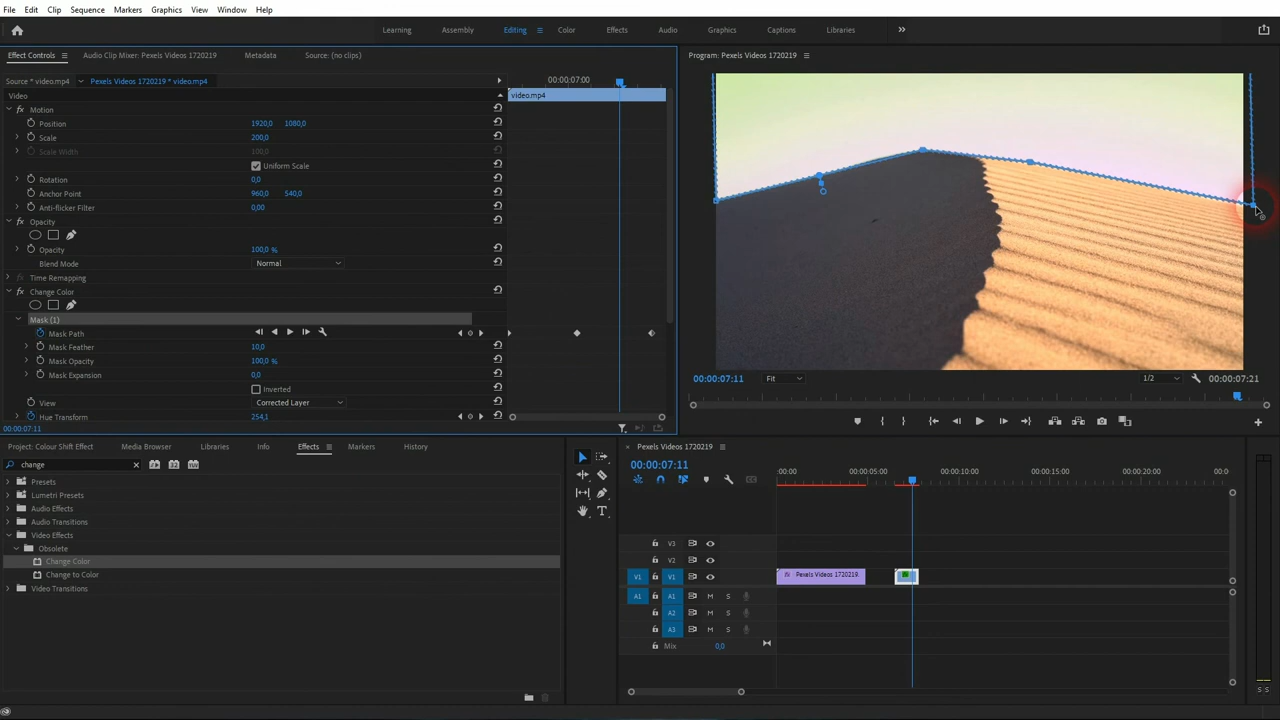 File Edit Clip Sequence Markers Graphics View Window Help
Learning Assembly Editing Color Effects Audio Graphics Captions Libraries
Effect Controls Audio Clip Mixer: Pexels Videos 1720219 Metadata Source: (no clips) Program: Pexels Videos 1720219
Source * video.mp4 Pexels Videos 1720219 * video.mp4 00:00:07:00
Video video.mp4
Motion
Position 1920,0 1080,0
Scale 200,0
Scale Width 100,0
Uniform Scale
Rotation 0,0
Anchor Point 960,0 540,0
Anti-flicker Filter 0,00
Opacity
Opacity 100,0 %
Blend Mode Normal
Time Remapping
Change Color
Mask (1)
Mask Path
Mask Feather 10,0
Mask Opacity 100,0 %
Mask Expansion 0,0
Inverted
View Corrected Layer
Hue Transform 254,1
00:00:07:11
00:00:07:11 Fit 1/2 00:00:07:21
Project: Colour Shift Effect Media Browser Libraries Info Effects Markers History
change
Presets
Lumetri Presets
Audio Effects
Audio Transitions
Video Effects
Obsolete
Change Color
Change to Color
Video Transitions
Pexels Videos 1720219
00:00:07:11
:00:00 00:00:05:00 00:00:10:00 00:00:15:00 00:00:20:00 00:0
V3
V2
V1 V1 Pexels Videos 1720219
A1 A1 M S
A2 M S
A3 M S
Mix 0,0
S S